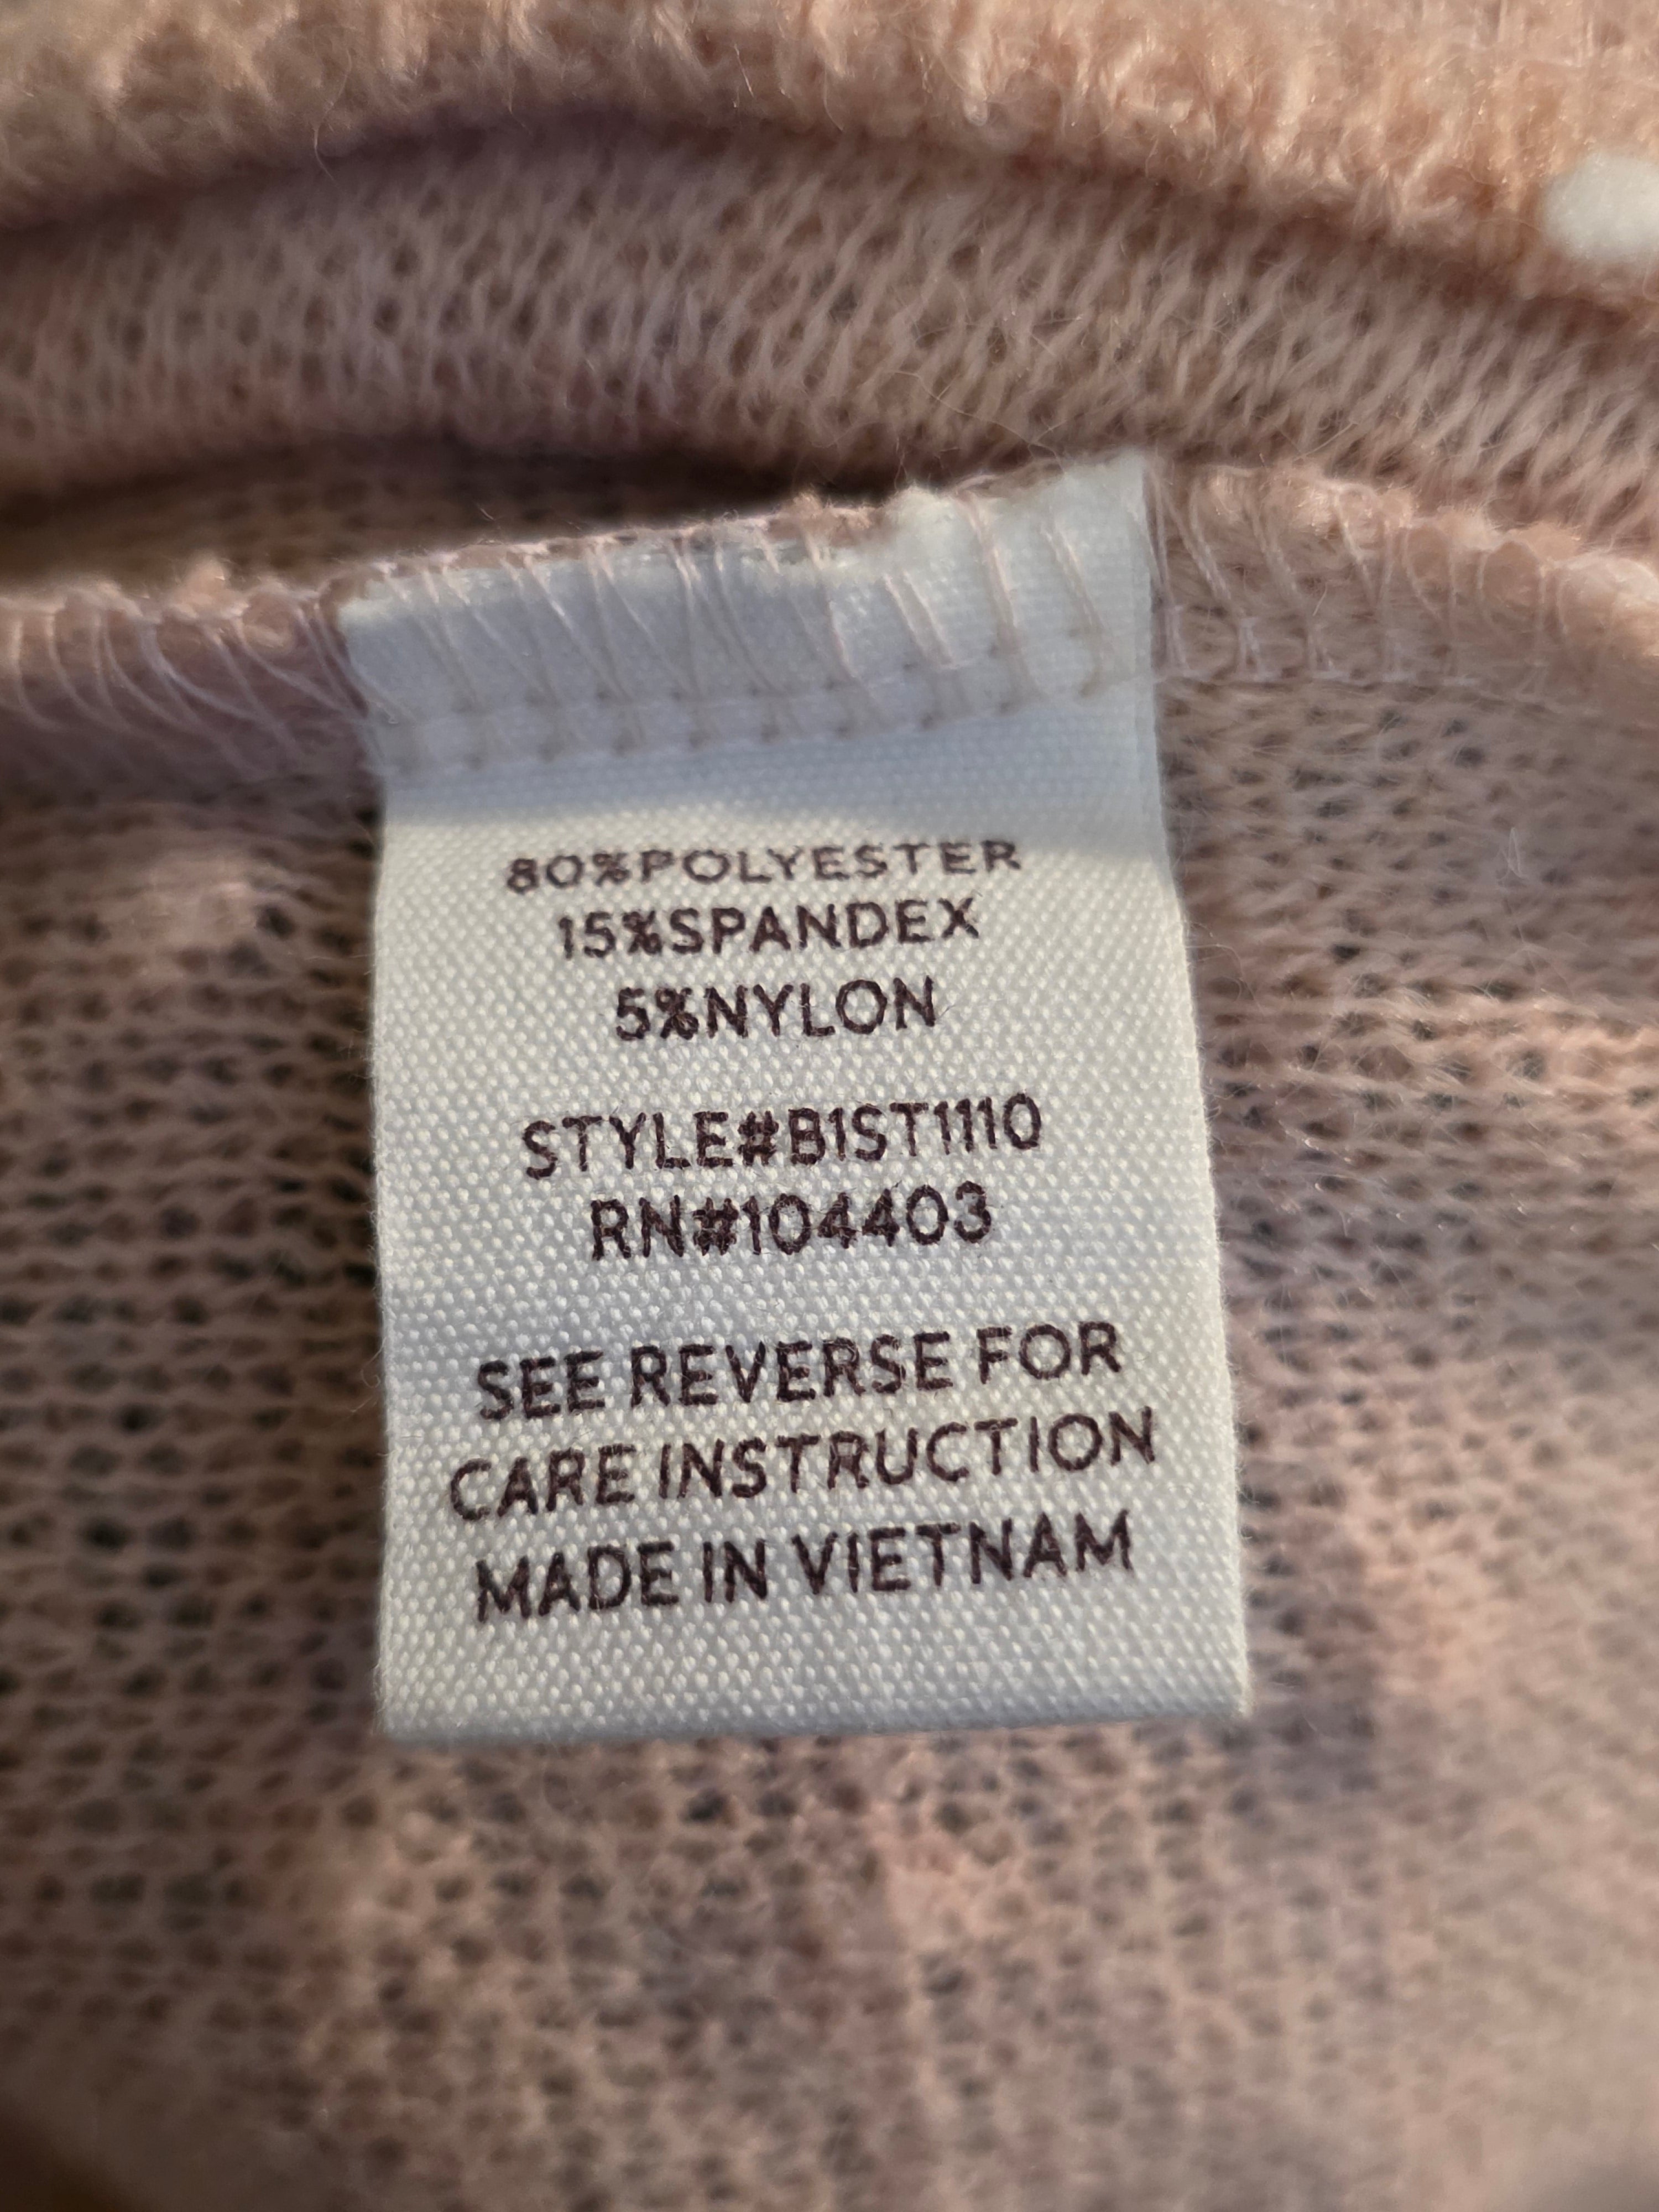 80%POLYESTER
15%SPANDEX
5%NYLON
STYLE#B1ST1110
RN#104403
SEE REVERSE FOR
CARE INSTRUCTION
MADE IN VIETNAM